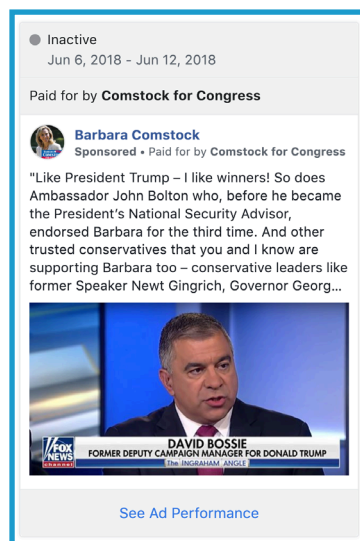 Inactive
Jun 6, 2018 - Jun 12, 2018
Paid for by Comstock for Congress
Barbara Comstock
Sponsored • Paid for by Comstock for Congress
"Like President Trump – I like winners! So does
Ambassador John Bolton who, before he became
the President's National Security Advisor,
endorsed Barbara for the third time. And other
trusted conservatives that you and I know are
supporting Barbara too – conservative leaders like
former Speaker Newt Gingrich, Governor Georg...
FOX
NEWS
channel
DAVID BOSSIE
FORMER DEPUTY CAMPAIGN MANAGER FOR DONALD TRUMP
The INGRAHAM ANGLE
See Ad Performance